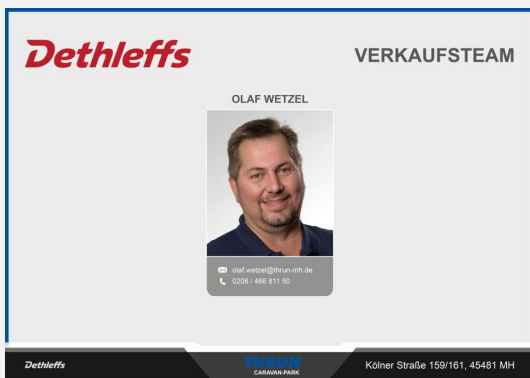 Dethleffs
VERKAUFSTEAM
OLAF WETZEL
olaf wetzel@thrun-mh.de
0208 / 466 811 50
Dethleffs
THRUN
CARAVAN-PARK
Kölner Straße 159/161, 45481 MH